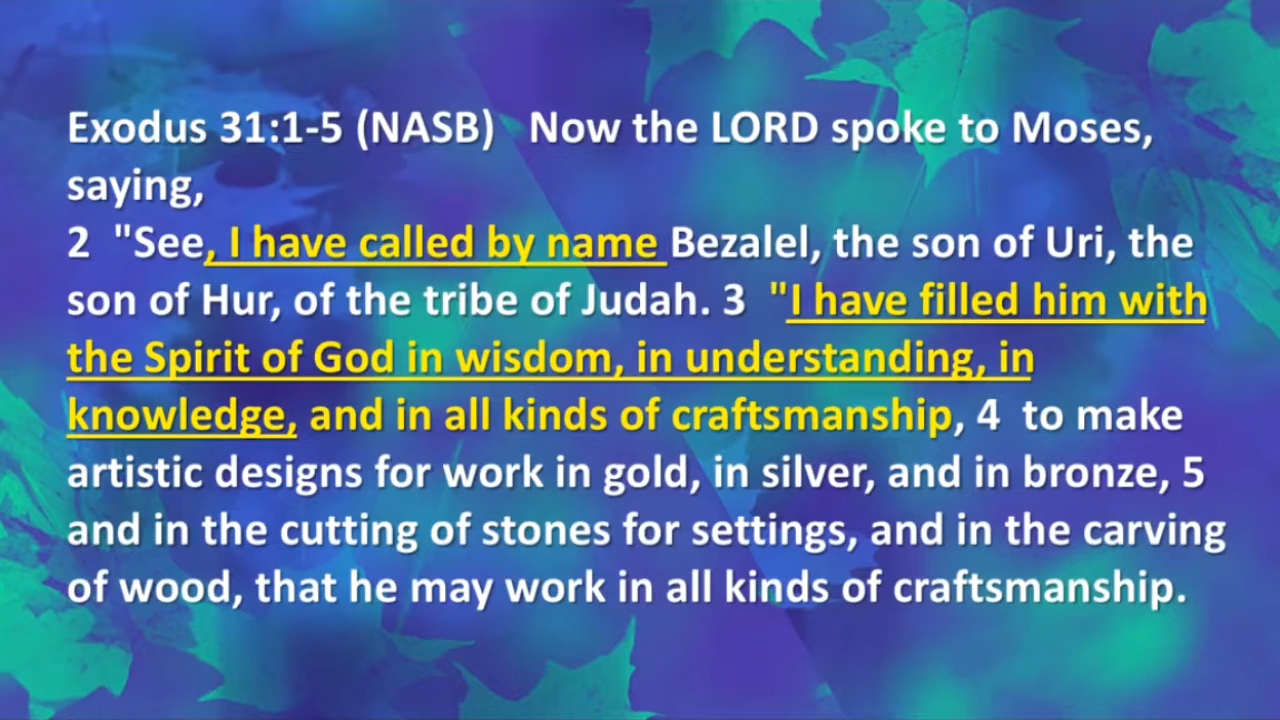 Exodus 31:1-5 (NASB)   Now the LORD spoke to Moses,
saying,
2  "See, I have called by name Bezalel, the son of Uri, the
son of Hur, of the tribe of Judah. 3  "I have filled him with
the Spirit of God in wisdom, in understanding, in
knowledge, and in all kinds of craftsmanship, 4  to make
artistic designs for work in gold, in silver, and in bronze, 5
and in the cutting of stones for settings, and in the carving
of wood, that he may work in all kinds of craftsmanship.